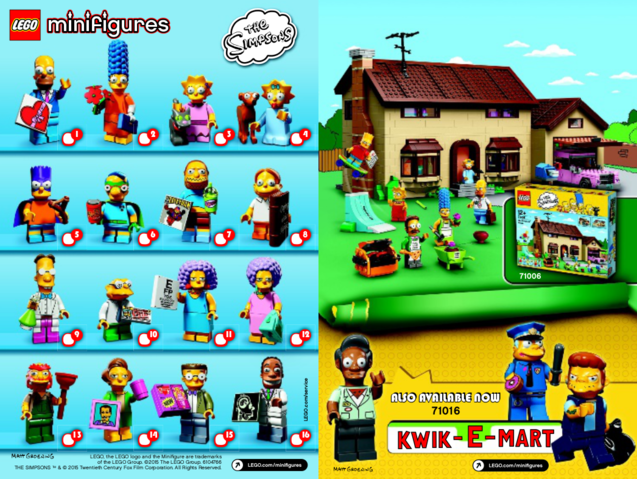 LEGO minifigures
THE
SIMPSONS
1
2
3
4
5
6
7
8
9
10
11
12
13
14
15
16
LEGO.com/service
MATT GROENING
LEGO, the LEGO logo and the Minifigure are trademarks
of the LEGO Group. ©2015 The LEGO Group. 6104766
THE SIMPSONS ™ & © 2015 Twentieth Century Fox Film Corporation. All Rights Reserved.
LEGO.com/minifigures
LEGO
71006
ALSO AVAILABLE NOW
71016
KWIK-E-MART
MATT GROENING
LEGO.com/minifigures